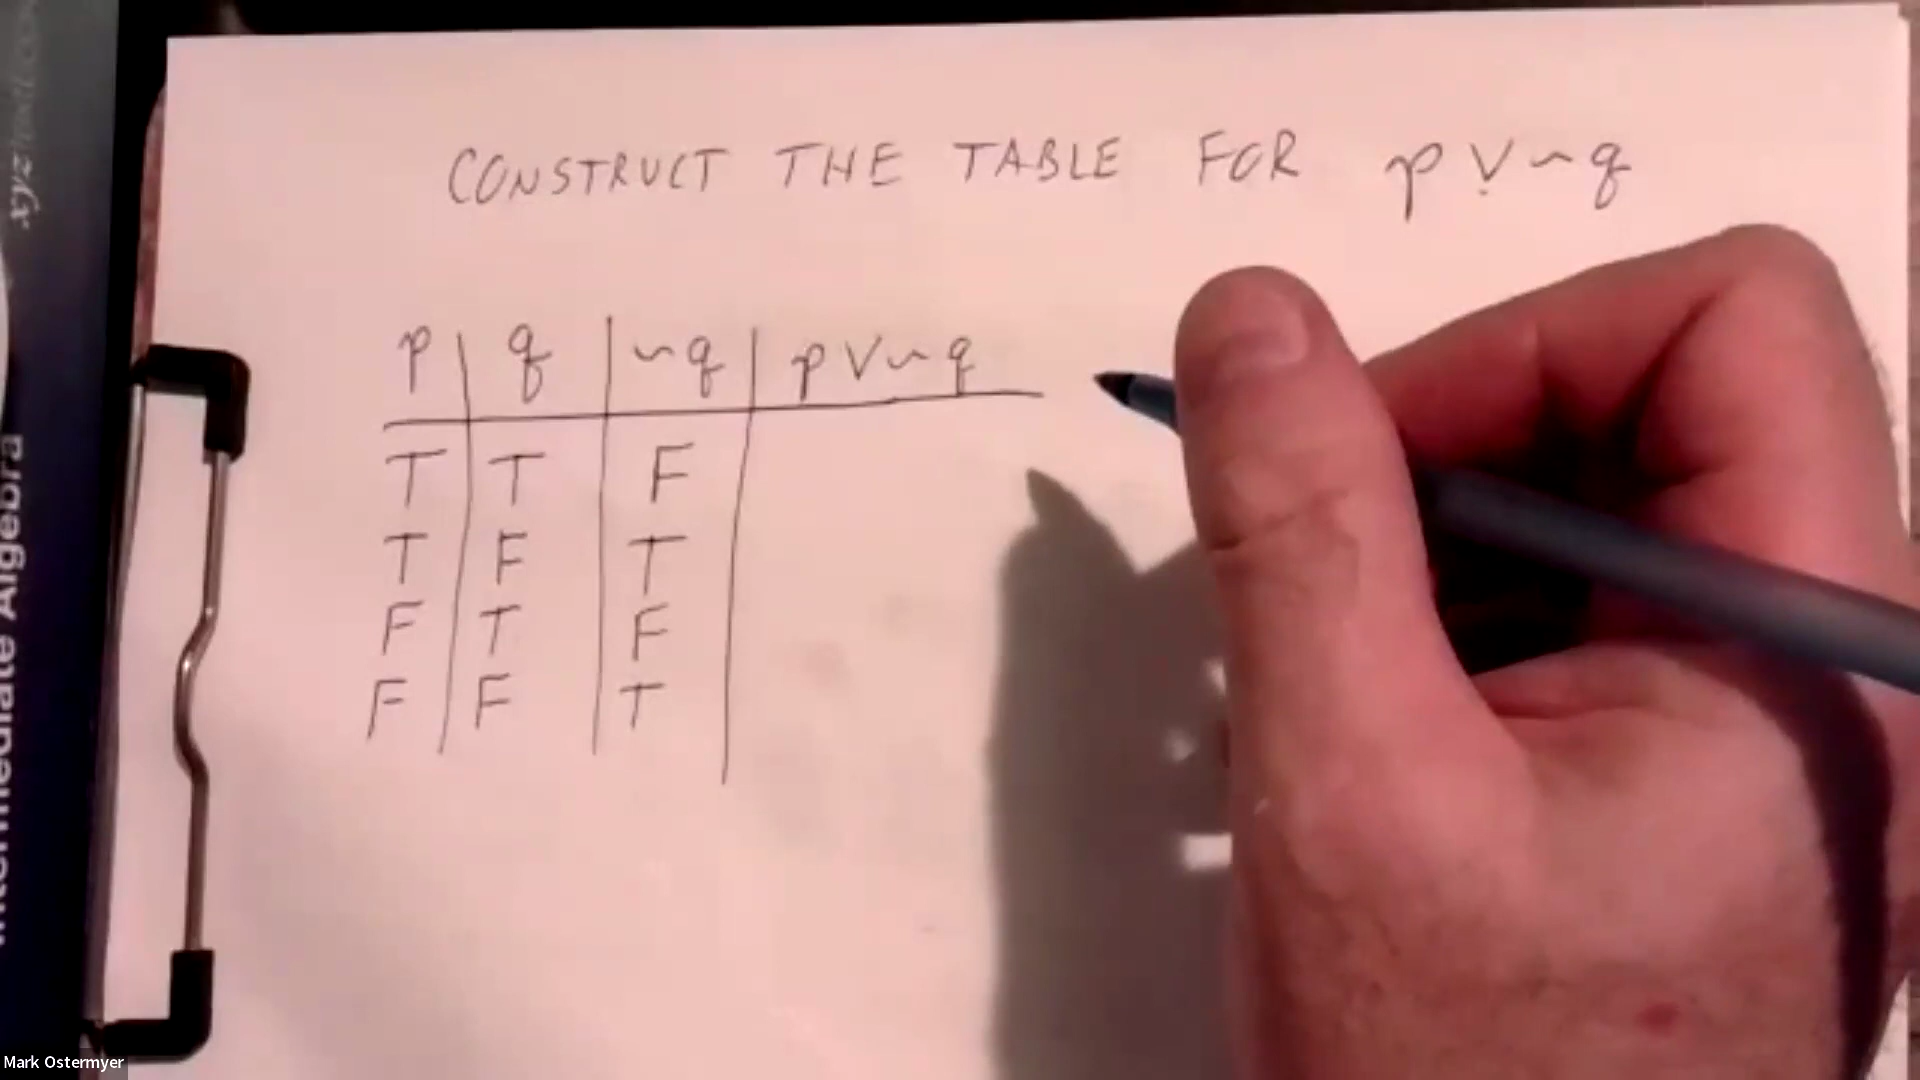 CONSTRUCT THE TABLE FOR p ∨ ~q
p q ~q p∨~q
T T F
T F T
F T F
F F T
Intermediate Algebra
Mark Ostermyer